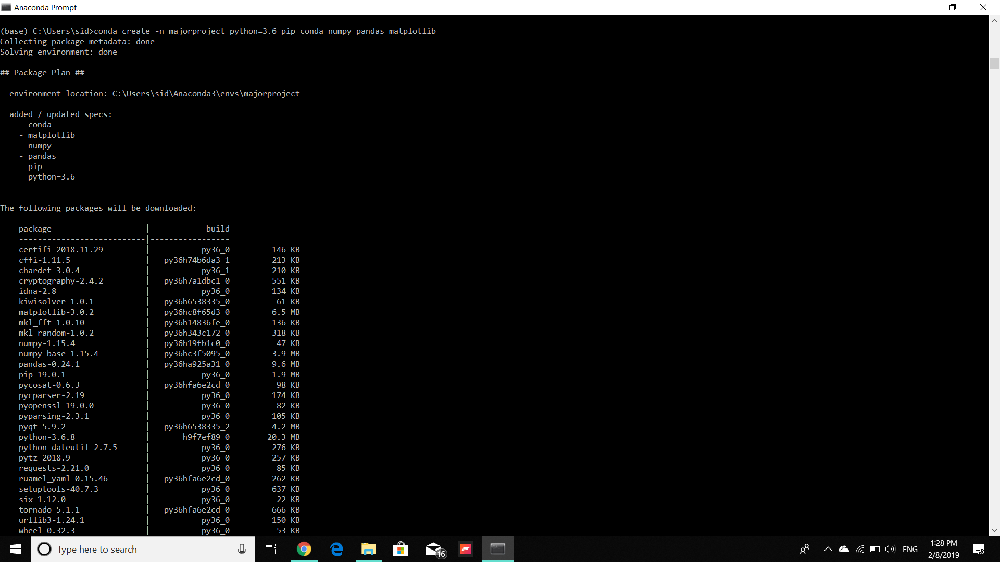 Anaconda Prompt
(base) C:\Users\sid>conda create -n majorproject python=3.6 pip conda numpy pandas matplotlib
Collecting package metadata: done
Solving environment: done
## Package Plan ##
environment location: C:\Users\sid\Anaconda3\envs\majorproject
added / updated specs:
- conda
- matplotlib
- numpy
- pandas
- pip
- python=3.6
The following packages will be downloaded:
package | build
---------------------------|-----------------
certifi-2018.11.29 | py36_0 146 KB
cffi-1.11.5 | py36h74b6da3_1 213 KB
chardet-3.0.4 | py36_1 210 KB
cryptography-2.4.2 | py36h7a1dbc1_0 551 KB
idna-2.8 | py36_0 134 KB
kiwisolver-1.0.1 | py36h6538335_0 61 KB
matplotlib-3.0.2 | py36hc8f65d3_0 6.5 MB
mkl_fft-1.0.10 | py36h14836fe_0 136 KB
mkl_random-1.0.2 | py36h343c172_0 318 KB
numpy-1.15.4 | py36h19fb1c0_0 47 KB
numpy-base-1.15.4 | py36hc3f5095_0 3.9 MB
pandas-0.24.1 | py36ha925a31_0 9.6 MB
pip-19.0.1 | py36_0 1.9 MB
pycosat-0.6.3 | py36hfa6e2cd_0 98 KB
pycparser-2.19 | py36_0 174 KB
pyopenssl-19.0.0 | py36_0 82 KB
pyparsing-2.3.1 | py36_0 105 KB
pyqt-5.9.2 | py36h6538335_2 4.2 MB
python-3.6.8 | h9f7ef89_0 20.3 MB
python-dateutil-2.7.5 | py36_0 276 KB
pytz-2018.9 | py36_0 257 KB
requests-2.21.0 | py36_0 85 KB
ruamel_yaml-0.15.46 | py36hfa6e2cd_0 262 KB
setuptools-40.7.3 | py36_0 637 KB
six-1.12.0 | py36_0 22 KB
tornado-5.1.1 | py36hfa6e2cd_0 666 KB
urllib3-1.24.1 | py36_0 150 KB
wheel-0.32.3 | py36_0 53 KB
Type here to search
16
ENG
1:28 PM
2/8/2019